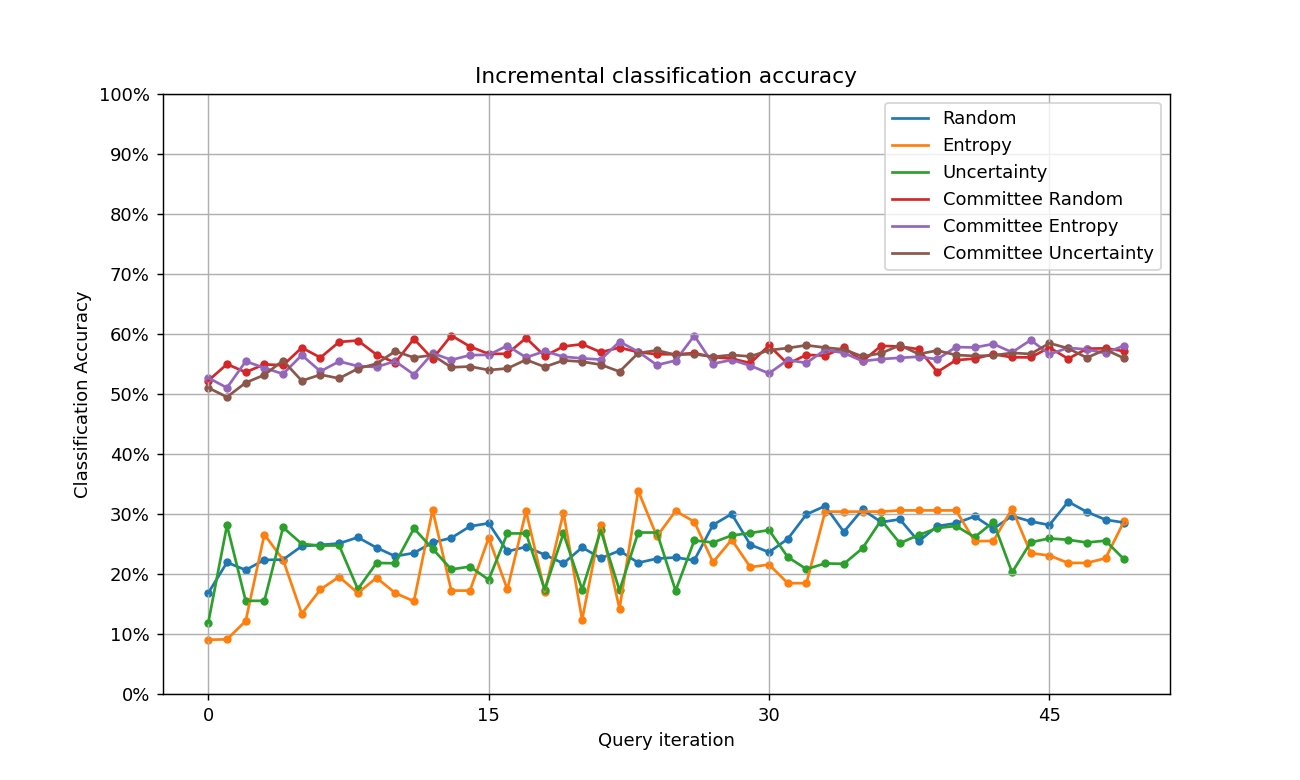 Incremental classification accuracy
100%
90%
80%
70%
60%
50%
40%
30%
20%
10%
0%
Classification Accuracy
Random
Entropy
Uncertainty
Committee Random
Committee Entropy
Committee Uncertainty
0 15 30 45
Query iteration